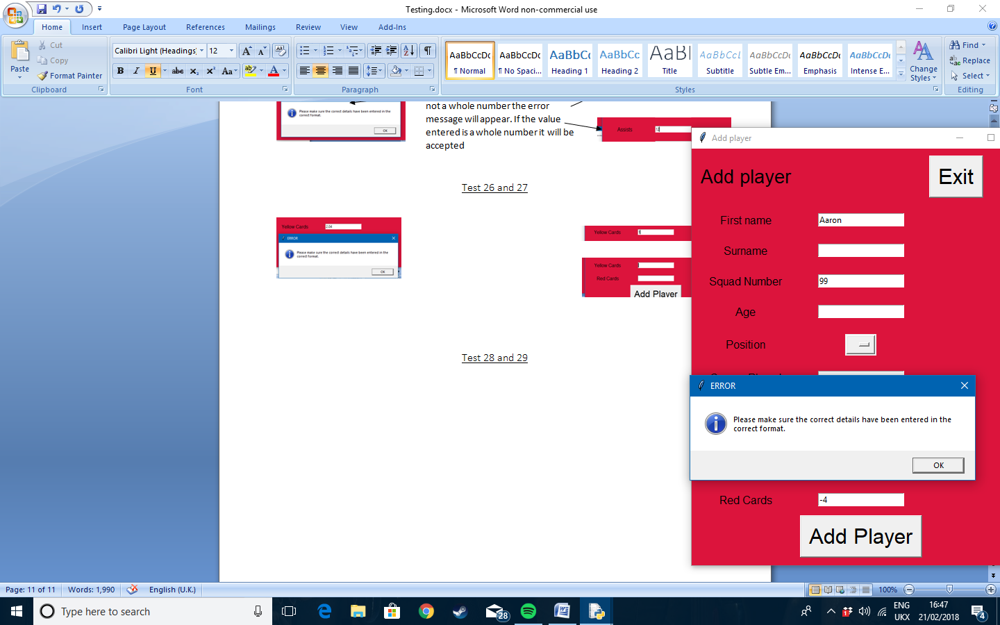 Testing.docx - Microsoft Word non-commercial use
Home Insert Page Layout References Mailings Review View Add-Ins
Paste
Cut
Copy
Format Painter
Clipboard
Calibri Light (Headings) 12
B I U abc x₂ x² Aa
Font
Paragraph
AaBbCcDc AaBbCcDc AaBbCc AaBbCc AaBb AaBbCcL AaBbCcDc AaBbCcDc AaBbCcDc
¶ Normal ¶ No Spaci... Heading 1 Heading 2 Title Subtitle Subtle Em... Emphasis Intense E...
Change
Styles
Styles
Find
Replace
Select
Editing
Please make sure the correct details have been entered in the
correct format.
OK
not a whole number the error
message will appear. If the value
entered is a whole number it will be
accepted
Assists 12
Test 26 and 27
Yellow Cards 2.04
ERROR
Please make sure the correct details have been entered in the
correct format.
OK
Yellow Cards
Yellow Cards
Red Cards
Add Player
Test 28 and 29
Add player
Add player
Exit
First name Aaron
Surname
Squad Number 99
Age
Position
ERROR
Please make sure the correct details have been entered in the
correct format.
OK
Red Cards -4
Add Player
Page: 11 of 11 Words: 1,990 English (U.K.) 100%
Type here to search
28
ENG
UKX
16:47
21/02/2018
4